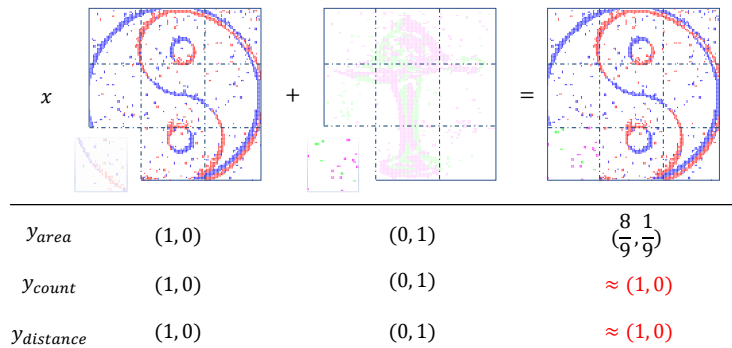 x + =
y_area (1, 0) (0, 1) (8/9, 1/9)
y_count (1, 0) (0, 1) ≈ (1, 0)
y_distance (1, 0) (0, 1) ≈ (1, 0)